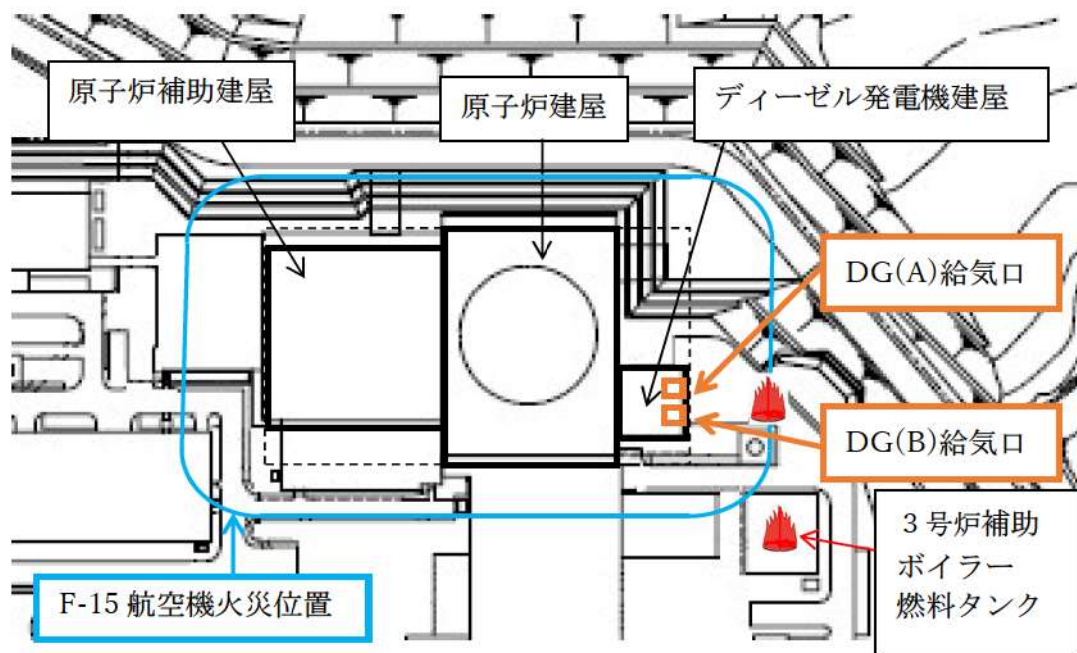 原子炉補助建屋
原子炉建屋
ディーゼル発電機建屋
DG(A)給気口
DG(B)給気口
3号炉補助
ボイラー
燃料タンク
F-15 航空機火災位置